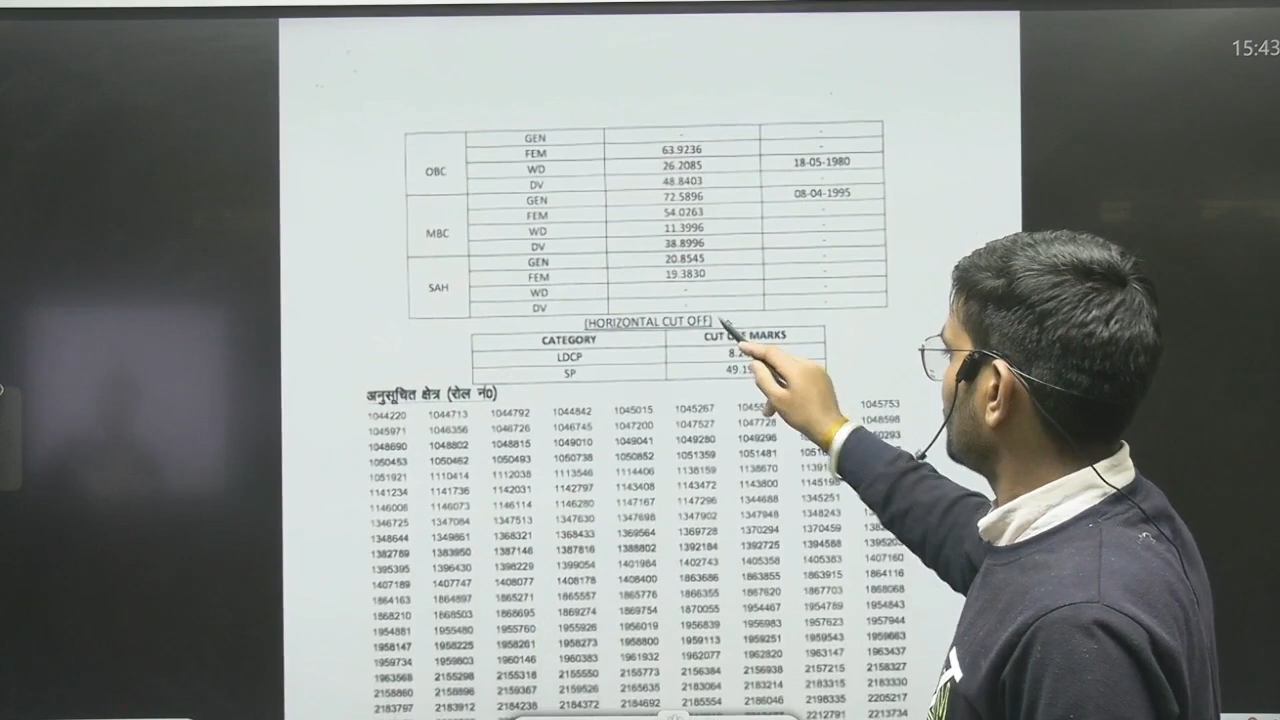 15:43
OBC GEN - -
FEM 63.9236 -
WD 26.2085 18-05-1980
DV 48.8403 -
MBC GEN 72.5896 08-04-1995
FEM 54.0263 -
WD 11.3996 -
DV 38.8996 -
SAH GEN 20.8545 -
FEM 19.3830 -
WD - -
DV - -
(HORIZONTAL CUT OFF)
CATEGORY CUT MARKS
LDCP
SP
अनुसूचित क्षेत्र (रोल नं0)
1044220 1044713 1044792 1044842 1045015 1045267 1045753
1045971 1046356 1046726 1046745 1047200 1047527 1047728 1048598
1048690 1048802 1048815 1049010 1049041 1049280 1049296
1050453 1050462 1050493 1050738 1050852 1051359 1051481
1051921 1110414 1112038 1113546 1114406 1138159 1138670
1141234 1141736 1142031 1142797 1143408 1143472 1143800 1145198
1146006 1146073 1146114 1146280 1147167 1147296 1344688 1345251
1346725 1347084 1347513 1347630 1347698 1347902 1347948 1348243
1348644 1349861 1368321 1368433 1369564 1369728 1370294 1370459
1382789 1383950 1387146 1387816 1388802 1392184 1392725 1394588
1395395 1396430 1398229 1399054 1401984 1402743 1405358 1405383 1407160
1407189 1407747 1408077 1408178 1408400 1863686 1863855 1863915 1864116
1864163 1864897 1865271 1865557 1865776 1866355 1867620 1867703 1868068
1868210 1868503 1868695 1869274 1869754 1870055 1954467 1954789 1954843
1954881 1955480 1955760 1955926 1956019 1956839 1956983 1957623 1957944
1958147 1958225 1958261 1958273 1958800 1959113 1959251 1959543 1959663
1959734 1959803 1960146 1960383 1961932 1962077 1962820 1963147 1963437
1963568 2155298 2155318 2155550 2155773 2156384 2156938 2157215 2158327
2158860 2158898 2159367 2159526 2165635 2183064 2183214 2183315 2183330
2183797 2183912 2184238 2184372 2184692 2185554 2186046 2198335 2205217
2212791 2213734